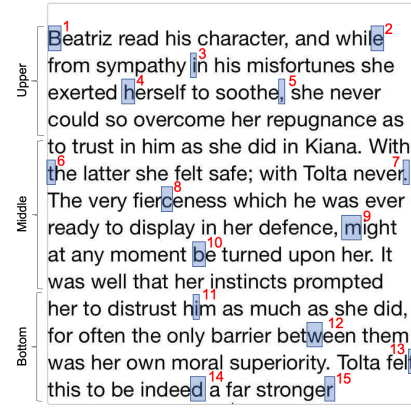 Beatriz read his character, and while
from sympathy in his misfortunes she
exerted herself to soothe, she never
could so overcome her repugnance as
to trust in him as she did in Kiana. With
the latter she felt safe; with Tolta never.
The very fierceness which he was ever
ready to display in her defence, might
at any moment be turned upon her. It
was well that her instincts prompted
her to distrust him as much as she did,
for often the only barrier between them
was her own moral superiority. Tolta felt
this to be indeed a far stronger
Upper
Middle
Bottom
1
2
3
4
5
6
7
8
9
10
11
12
13
14
15